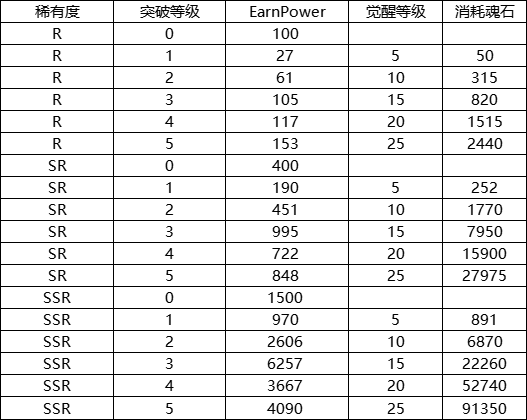 稀有度 突破等级 EarnPower 觉醒等级 消耗魂石
R 0 100
R 1 27 5 50
R 2 61 10 315
R 3 105 15 820
R 4 117 20 1515
R 5 153 25 2440
SR 0 400
SR 1 190 5 252
SR 2 451 10 1770
SR 3 995 15 7950
SR 4 722 20 15900
SR 5 848 25 27975
SSR 0 1500
SSR 1 970 5 891
SSR 2 2606 10 6870
SSR 3 6257 15 22260
SSR 4 3667 20 52740
SSR 5 4090 25 91350